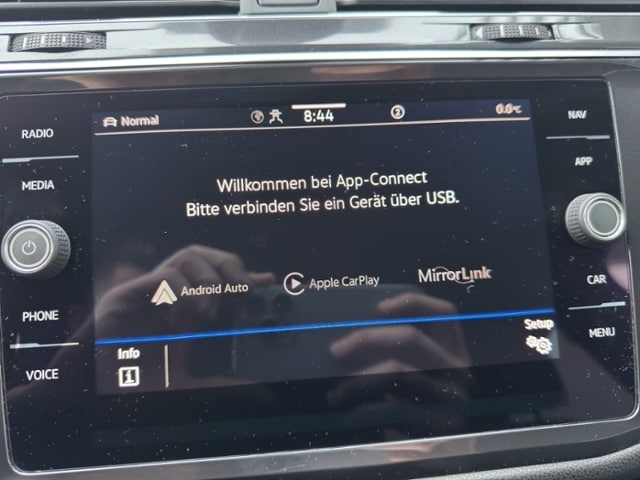 RADIO
MEDIA
PHONE
VOICE
Normal
8:44
2
0.0°C
Willkommen bei App-Connect
Bitte verbinden Sie ein Gerät über USB.
Android Auto
Apple CarPlay
MirrorLink
Info
i
Setup
NAV
APP
CAR
MENU